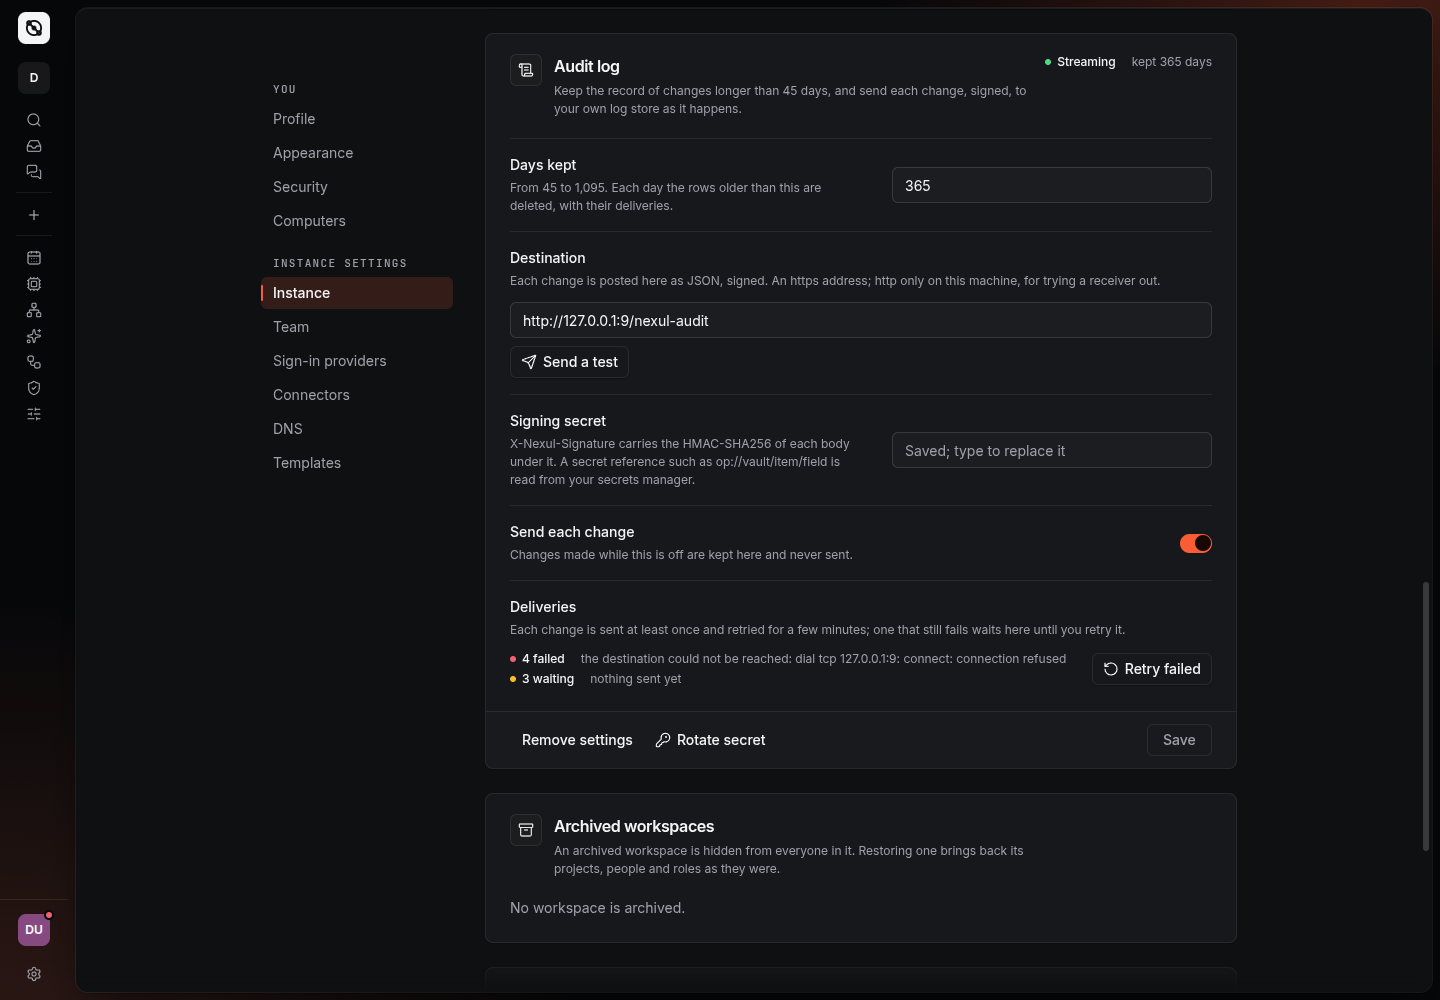 D
YOU
Profile
Appearance
Security
Computers
INSTANCE SETTINGS
Instance
Team
Sign-in providers
Connectors
DNS
Templates
DU
Audit log
Streaming kept 365 days
Keep the record of changes longer than 45 days, and send each change, signed, to
your own log store as it happens.
Days kept
From 45 to 1,095. Each day the rows older than this are
deleted, with their deliveries.
365
Destination
Each change is posted here as JSON, signed. An https address; http only on this machine, for trying a receiver out.
http://127.0.0.1:9/nexul-audit
Send a test
Signing secret
X-Nexul-Signature carries the HMAC-SHA256 of each body
under it. A secret reference such as op://vault/item/field is
read from your secrets manager.
Saved; type to replace it
Send each change
Changes made while this is off are kept here and never sent.
Deliveries
Each change is sent at least once and retried for a few minutes; one that still fails waits here until you retry it.
4 failed the destination could not be reached: dial tcp 127.0.0.1:9: connect: connection refused
3 waiting nothing sent yet
Retry failed
Remove settings Rotate secret Save
Archived workspaces
An archived workspace is hidden from everyone in it. Restoring one brings back its
projects, people and roles as they were.
No workspace is archived.